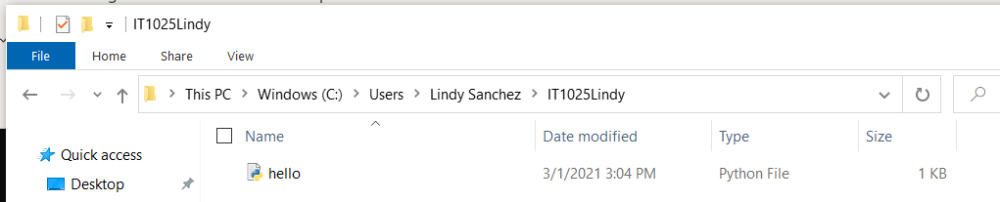 IT1025Lindy
File Home Share View
This PC Windows (C:) Users Lindy Sanchez IT1025Lindy
Name Date modified Type Size
Quick access
hello 3/1/2021 3:04 PM Python File 1 KB
Desktop